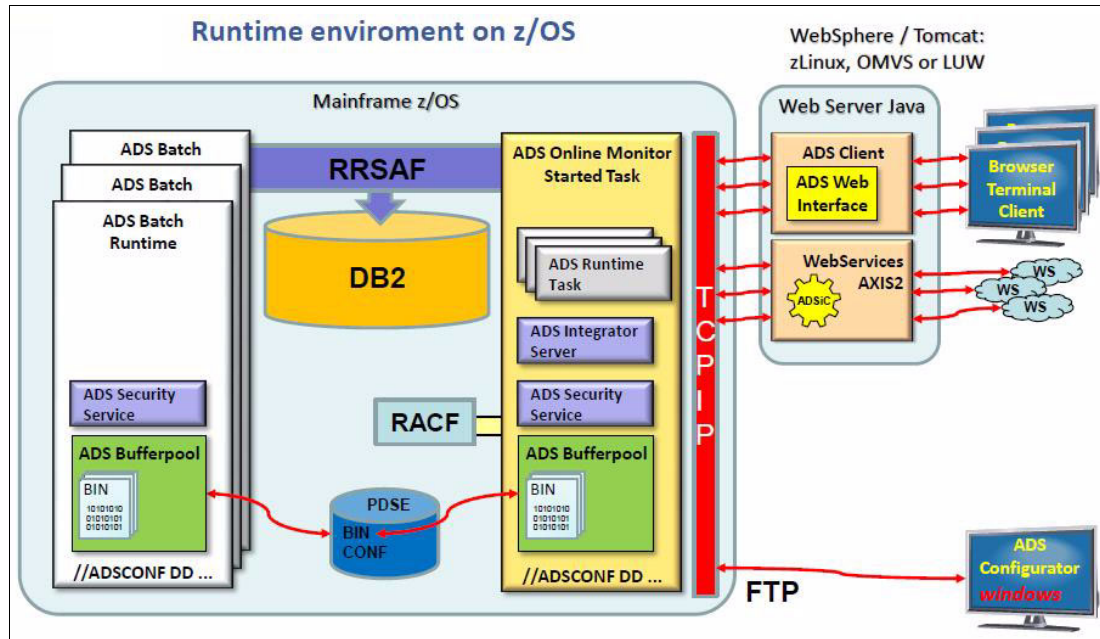 Runtime enviroment on z/OS
WebSphere / Tomcat:
zLinux, OMVS or LUW
Mainframe z/OS
Web Server Java
ADS Batch
ADS Batch
ADS Batch
Runtime
ADS Security
Service
ADS Bufferpool
BIN
10101010
01010101
01010101
//ADSCONF DD ...
RRSAF
DB2
RACF
PDSE
BIN
CONF
ADS Online Monitor
Started Task
ADS Runtime
Task
ADS Integrator
Server
ADS Security
Service
ADS Bufferpool
BIN
10101010
01010101
01010101
//ADSCONF DD ...
T
C
P
I
P
ADS Client
ADS Web
Interface
WebServices
AXIS2
ADSiC
Browser
Terminal
Client
WS
WS
WS
FTP
ADS
Configurator
windows